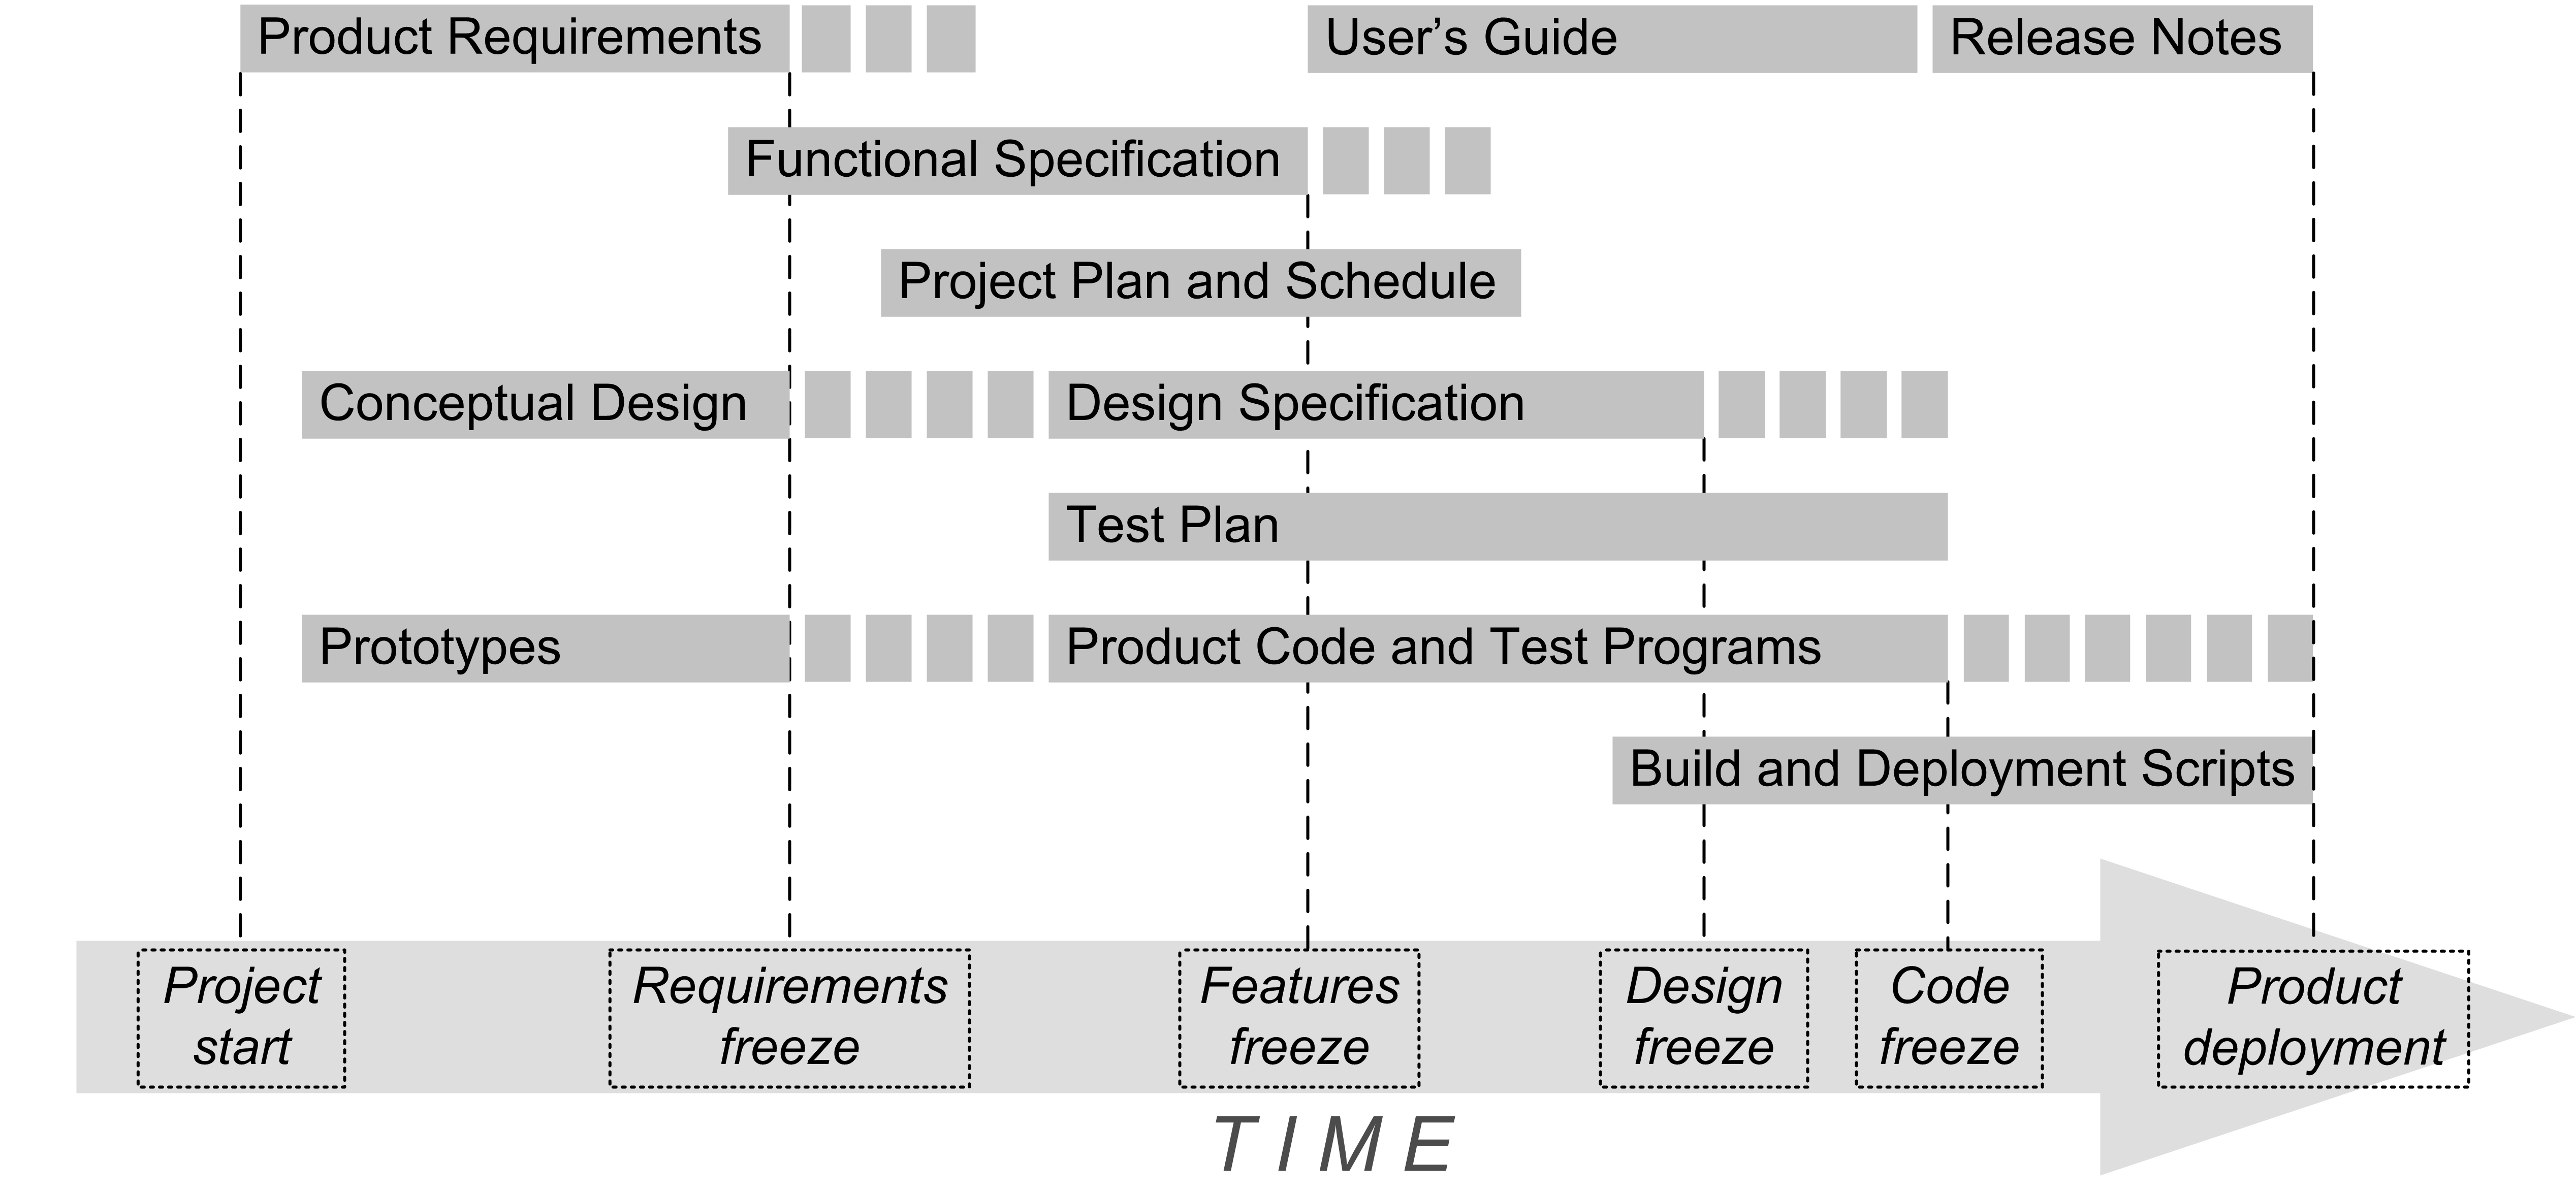 Product Requirements
User’s Guide
Release Notes
Functional Specification
Project Plan and Schedule
Conceptual Design
Design Specification
Test Plan
Prototypes
Product Code and Test Programs
Build and Deployment Scripts
Project
start
Requirements
freeze
Features
freeze
Design
freeze
Code
freeze
Product
deployment
TIME